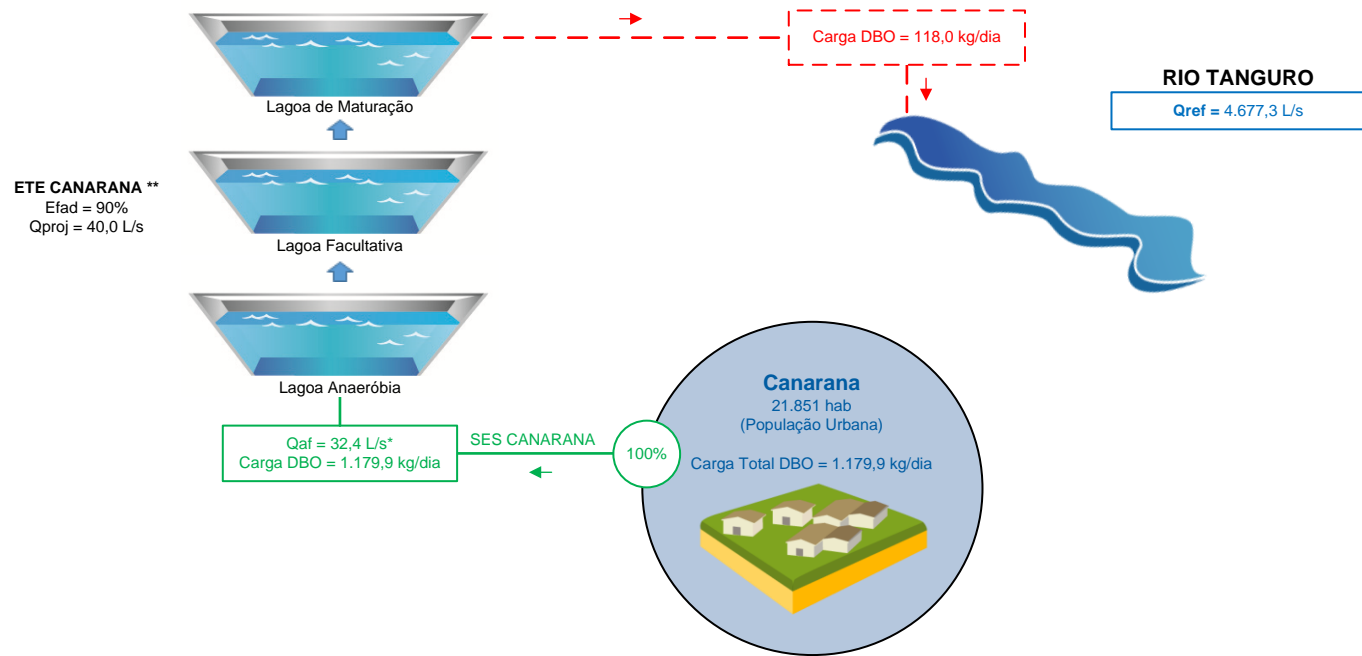 Carga DBO = 118,0 kg/dia
RIO TANGURO
Qref = 4.677,3 L/s
Lagoa de Maturação
ETE CANARANA **
Efad = 90%
Qproj = 40,0 L/s
Lagoa Facultativa
Lagoa Anaeróbia
Qaf = 32,4 L/s*
Carga DBO = 1.179,9 kg/dia
SES CANARANA
100%
Canarana
21.851 hab
(População Urbana)
Carga Total DBO = 1.179,9 kg/dia